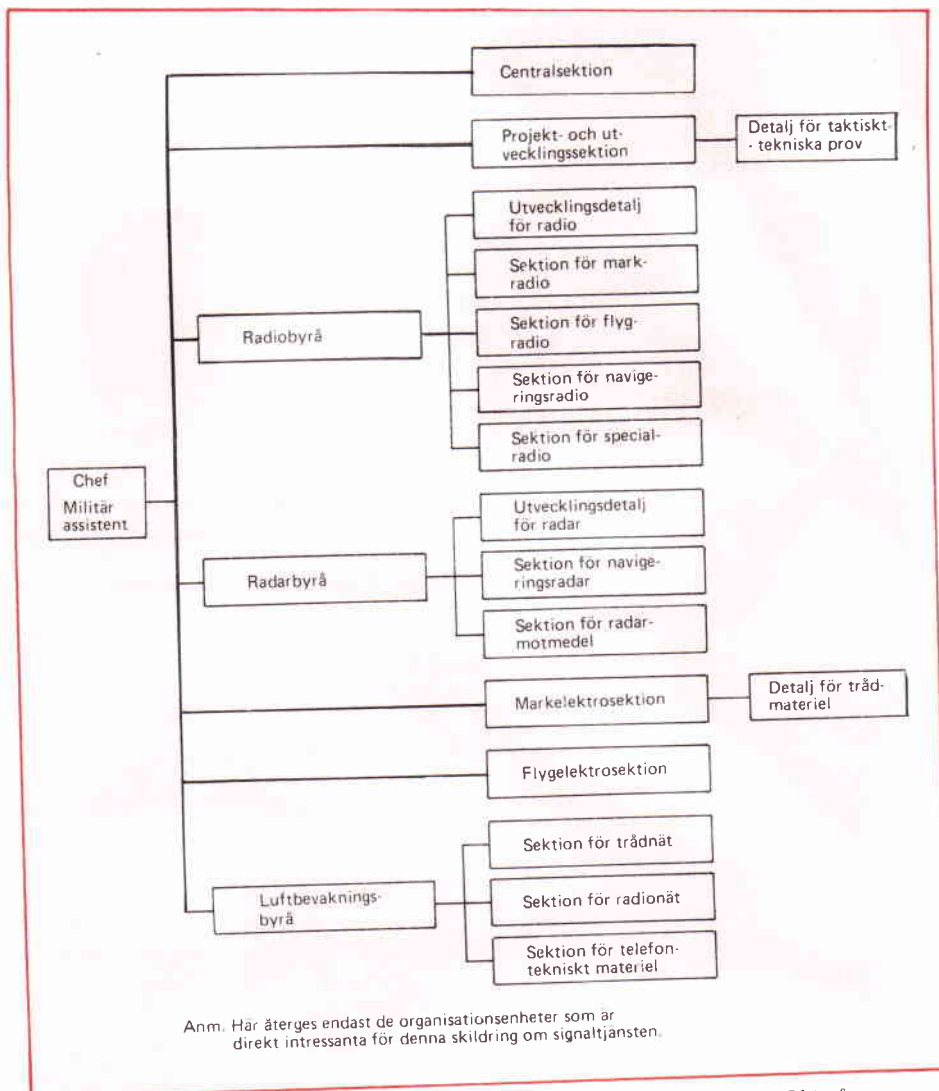 Centralsektion
Projekt- och ut-
vecklingssektion
Detalj för taktiskt-
- tekniska prov
Utvecklingsdetalj
för radio
Sektion för mark-
radio
Radiobyrå
Sektion för flyg-
radio
Sektion för navige-
ringsradio
Sektion för special-
radio
Chef
Militär
assistent
Utvecklingsdetalj
för radar
Radarbyrå
Sektion för navige-
ringsradar
Sektion för radar-
motmedel
Markelektrosektion
Detalj för tråd-
materiel
Flygelektrosektion
Sektion för trådnät
Luftbevaknings-
byrå
Sektion för radionät
Sektion för telefon-
tekniskt materiel
Anm. Här återges endast de organisationsenheter som är
direkt intressanta för denna skildring om signaltjänsten.